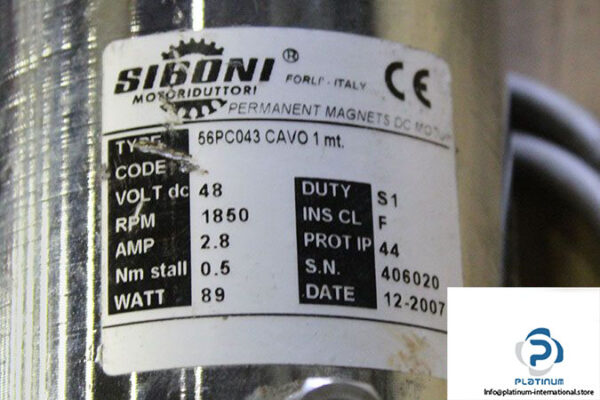 SIBONI ®
MOTORIDUTTORI
FORLI' - ITALY
CE
PERMANENT MAGNETS DC MOTOR
TYPE 56PC043 CAVO 1 mt.
CODE
VOLT dc 48
RPM 1850
AMP 2.8
Nm stall 0.5
WATT 89
DUTY S1
INS CL F
PROT IP 44
S.N. 406020
DATE 12-2007
PLATINUM
info@platinum-international.store